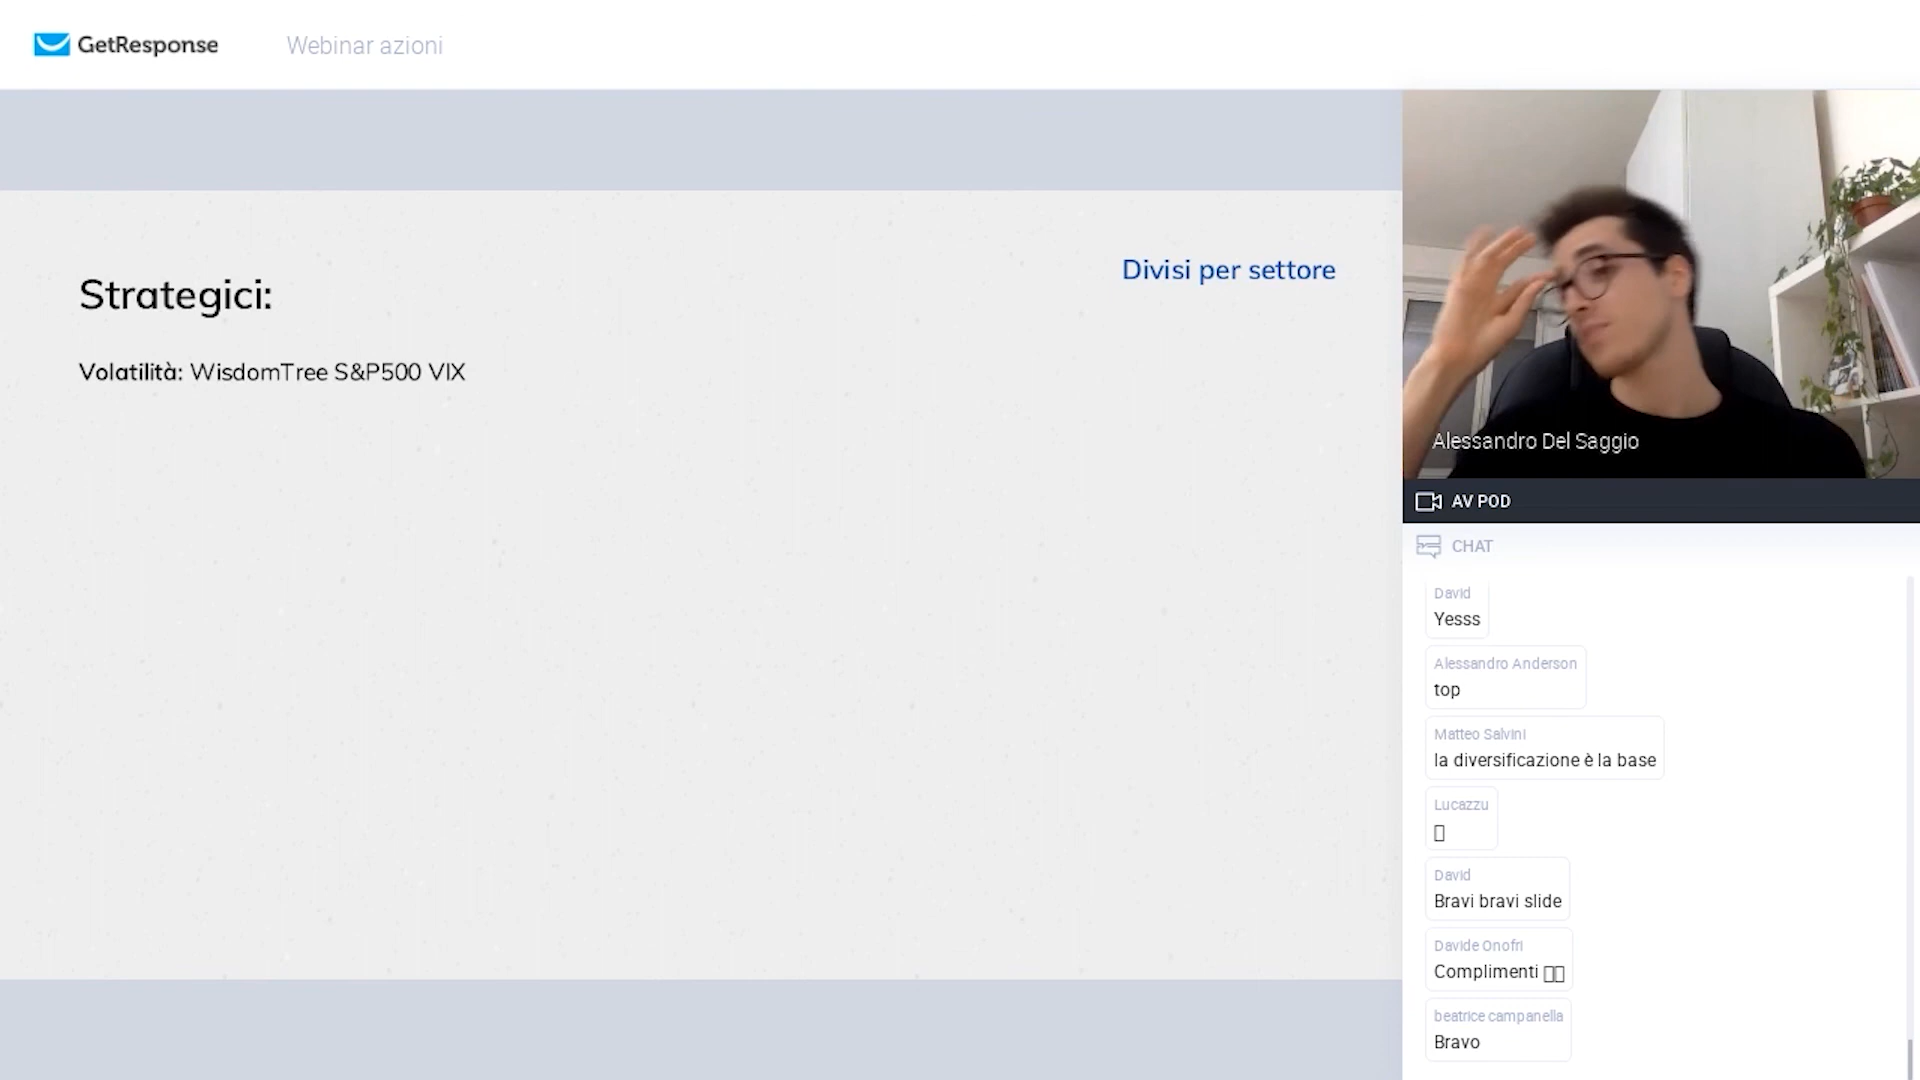 GetResponse
Webinar azioni
Strategici:
Divisi per settore
Volatilità: WisdomTree S&P500 VIX
Alessandro Del Saggio
AV POD
CHAT
David
Yesss
Alessandro Anderson
top
Matteo Salvini
la diversificazione è la base
Lucazzu
David
Bravi bravi slide
Davide Onofri
Complimenti
beatrice campanella
Bravo